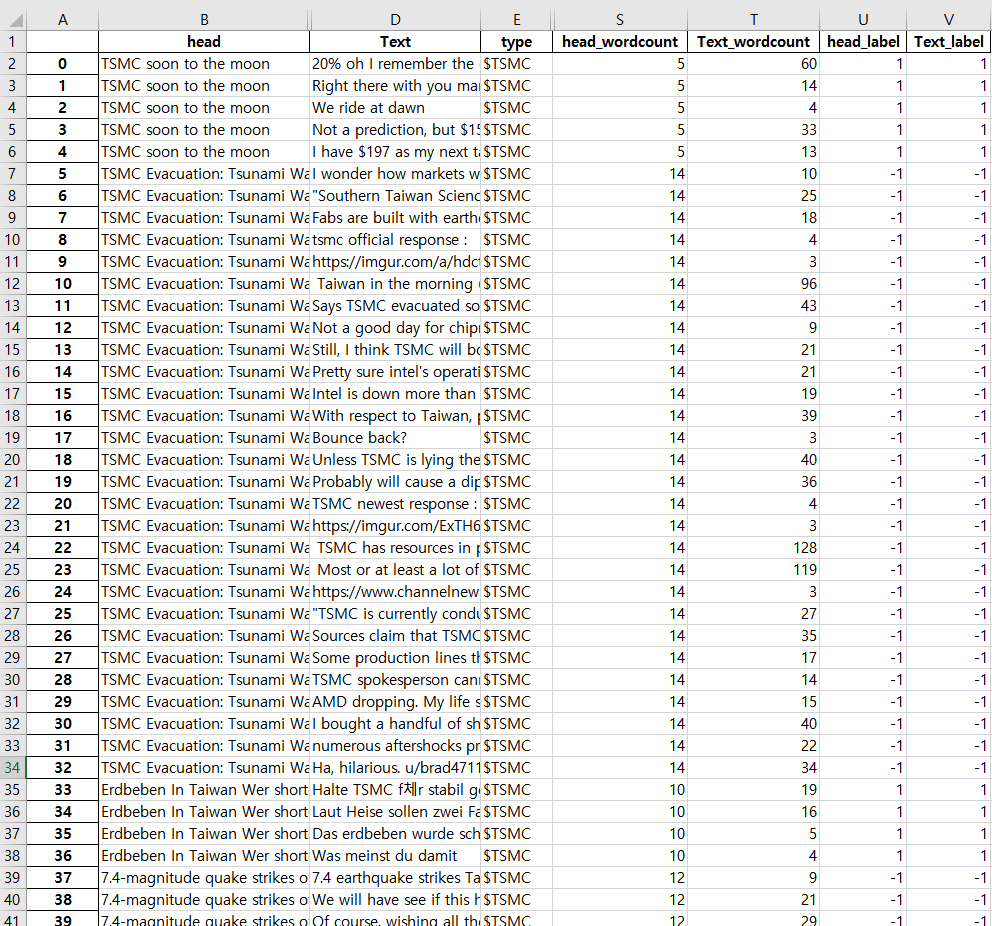 A B D E S T U V
1 head Text type head_wordcount Text_wordcount head_label Text_label
2 0 TSMC soon to the moon 20% oh I remember the $TSMC 5 60 1 1
3 1 TSMC soon to the moon Right there with you ma $TSMC 5 14 1 1
4 2 TSMC soon to the moon We ride at dawn $TSMC 5 4 1 1
5 3 TSMC soon to the moon Not a prediction, but $15 $TSMC 5 33 1 1
6 4 TSMC soon to the moon I have $197 as my next t $TSMC 5 13 1 1
7 5 TSMC Evacuation: Tsunami Wa I wonder how markets w $TSMC 14 10 -1 -1
8 6 TSMC Evacuation: Tsunami Wa "Southern Taiwan Scienc $TSMC 14 25 -1 -1
9 7 TSMC Evacuation: Tsunami Wa Fabs are built with earth $TSMC 14 18 -1 -1
10 8 TSMC Evacuation: Tsunami Wa tsmc official response : $TSMC 14 4 -1 -1
11 9 TSMC Evacuation: Tsunami Wa https://imgur.com/a/hdc $TSMC 14 3 -1 -1
12 10 TSMC Evacuation: Tsunami Wa Taiwan in the morning $TSMC 14 96 -1 -1
13 11 TSMC Evacuation: Tsunami Wa Says TSMC evacuated so $TSMC 14 43 -1 -1
14 12 TSMC Evacuation: Tsunami Wa Not a good day for chip $TSMC 14 9 -1 -1
15 13 TSMC Evacuation: Tsunami Wa Still, I think TSMC will bo $TSMC 14 21 -1 -1
16 14 TSMC Evacuation: Tsunami Wa Pretty sure intel's operati $TSMC 14 21 -1 -1
17 15 TSMC Evacuation: Tsunami Wa Intel is down more than $TSMC 14 19 -1 -1
18 16 TSMC Evacuation: Tsunami Wa With respect to Taiwan, $TSMC 14 39 -1 -1
19 17 TSMC Evacuation: Tsunami Wa Bounce back? $TSMC 14 3 -1 -1
20 18 TSMC Evacuation: Tsunami Wa Unless TSMC is lying the $TSMC 14 40 -1 -1
21 19 TSMC Evacuation: Tsunami Wa Probably will cause a dip $TSMC 14 36 -1 -1
22 20 TSMC Evacuation: Tsunami Wa TSMC newest response : $TSMC 14 4 -1 -1
23 21 TSMC Evacuation: Tsunami Wa https://imgur.com/ExTH6 $TSMC 14 3 -1 -1
24 22 TSMC Evacuation: Tsunami Wa TSMC has resources in $TSMC 14 128 -1 -1
25 23 TSMC Evacuation: Tsunami Wa Most or at least a lot of $TSMC 14 119 -1 -1
26 24 TSMC Evacuation: Tsunami Wa https://www.channelnew $TSMC 14 3 -1 -1
27 25 TSMC Evacuation: Tsunami Wa "TSMC is currently condu $TSMC 14 27 -1 -1
28 26 TSMC Evacuation: Tsunami Wa Sources claim that TSMC $TSMC 14 35 -1 -1
29 27 TSMC Evacuation: Tsunami Wa Some production lines th $TSMC 14 17 -1 -1
30 28 TSMC Evacuation: Tsunami Wa TSMC spokesperson can $TSMC 14 14 -1 -1
31 29 TSMC Evacuation: Tsunami Wa AMD dropping. My life s $TSMC 14 15 -1 -1
32 30 TSMC Evacuation: Tsunami Wa I bought a handful of sh $TSMC 14 40 -1 -1
33 31 TSMC Evacuation: Tsunami Wa numerous aftershocks pr $TSMC 14 22 -1 -1
34 32 TSMC Evacuation: Tsunami Wa Ha, hilarious. u/brad4711 $TSMC 14 34 -1 -1
35 33 Erdbeben In Taiwan Wer short Halte TSMC f체r stabil g $TSMC 10 19 1 1
36 34 Erdbeben In Taiwan Wer short Laut Heise sollen zwei Fa $TSMC 10 16 1 1
37 35 Erdbeben In Taiwan Wer short Das erdbeben wurde sch $TSMC 10 5 1 1
38 36 Erdbeben In Taiwan Wer short Was meinst du damit $TSMC 10 4 1 1
39 37 7.4-magnitude quake strikes o 7.4 earthquake strikes Ta $TSMC 12 9 -1 -1
40 38 7.4-magnitude quake strikes o We will have see if this h $TSMC 12 21 -1 -1
41 39 7.4-magnitude quake strikes o Of course, wishing all th $TSMC 12 29 -1 -1